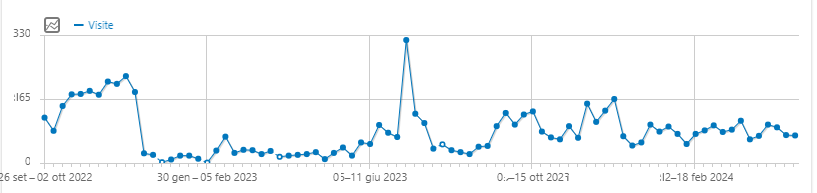 Visite
330
165
0
26 set – 02 ott 2022
30 gen – 05 feb 2023
05–11 giu 2023
15 ott 2023
12–18 feb 2024